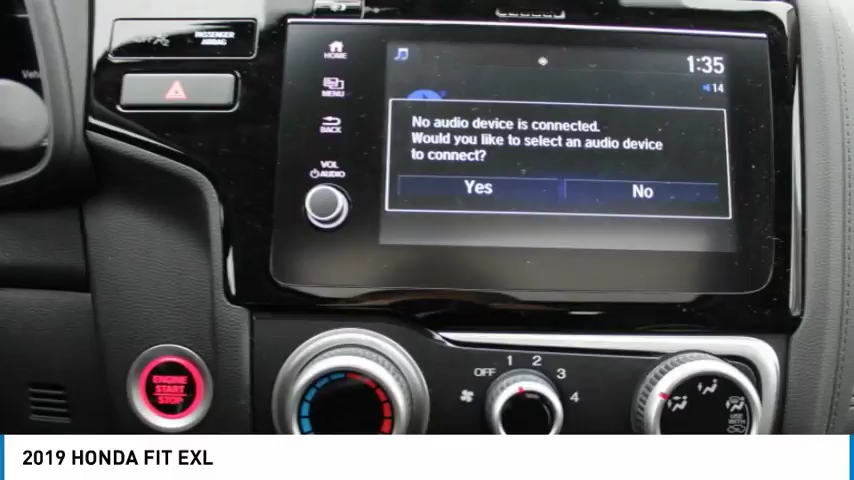 PASSENGER
AIRBAG
HOME
1:35
MENU
14
No audio device is connected.
Would you like to select an audio device
to connect?
BACK
VOL
AUDIO
Yes
No
ENGINE
START
STOP
OFF
1
2
3
4
USE
WITH
2019 HONDA FIT EXL